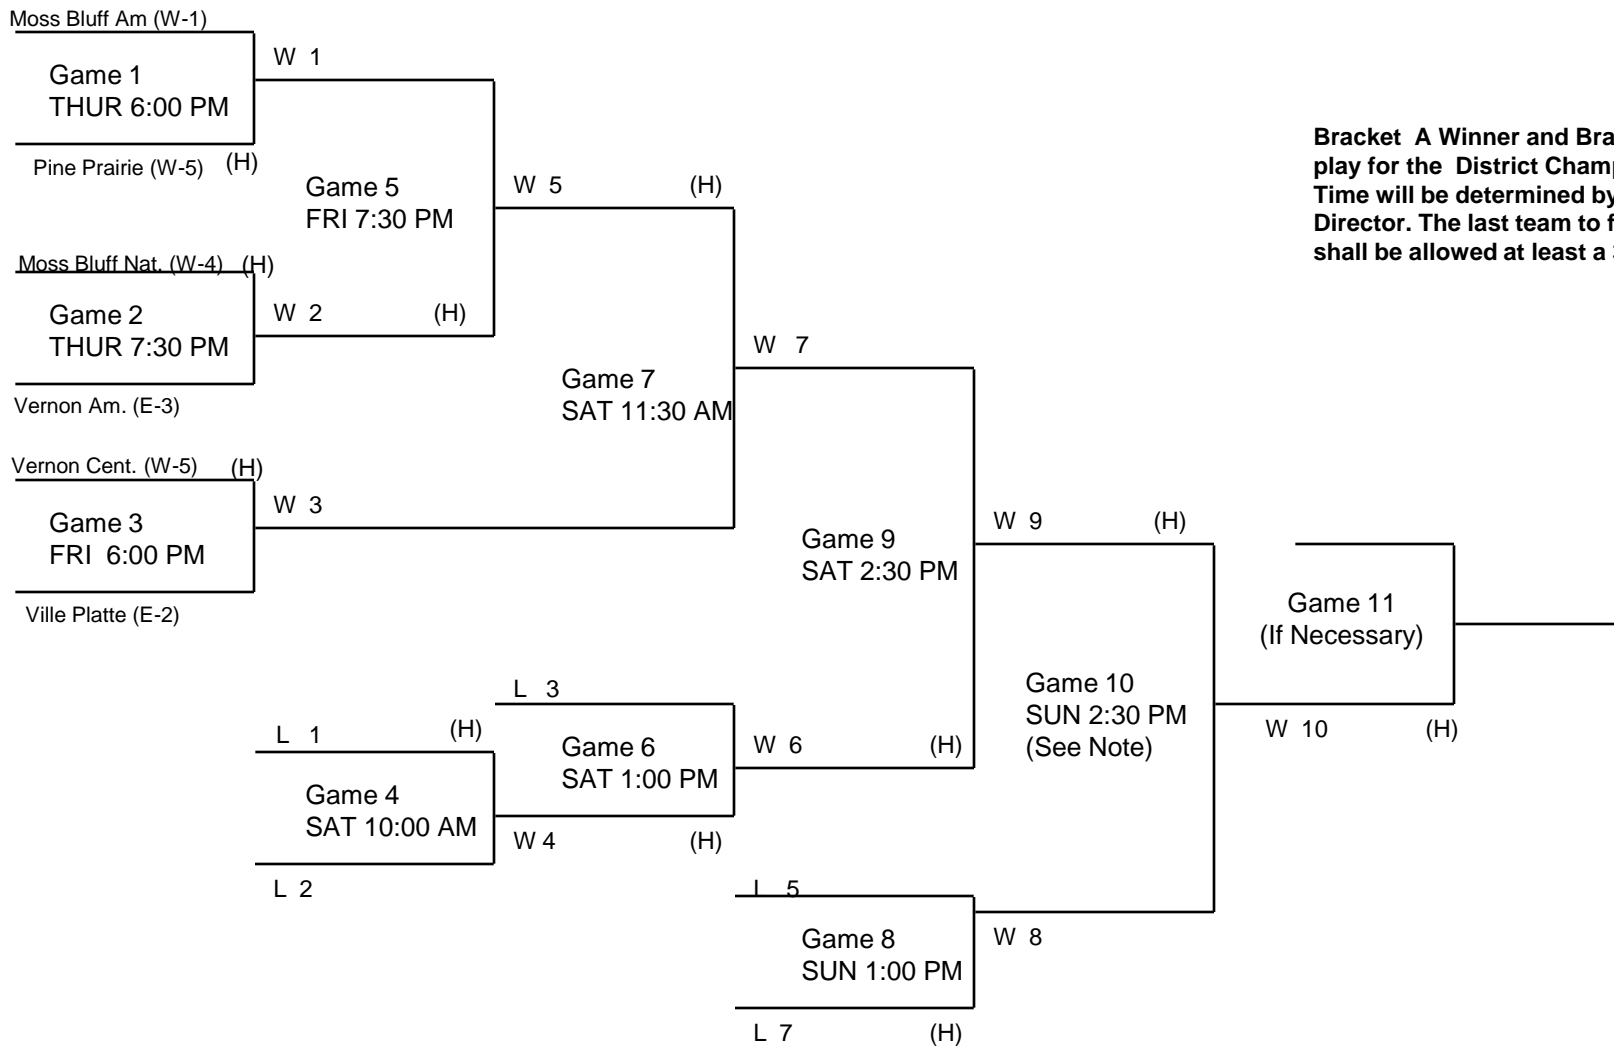 Moss Bluff Am (W-1)
W 1
Game 1
THUR 6:00 PM
Pine Prairie (W-5) (H)
Game 5
FRI 7:30 PM
W 5 (H)
Bracket A Winner and Bra
play for the District Cham
Time will be determined by
Director. The last team to f
shall be allowed at least a
Moss Bluff Nat. (W-4) (H)
Game 2
THUR 7:30 PM
W 2 (H)
Vernon Am. (E-3)
Game 7
SAT 11:30 AM
W 7
Vernon Cent. (W-5) (H)
Game 3
FRI 6:00 PM
W 3
Ville Platte (E-2)
Game 9
SAT 2:30 PM
W 9 (H)
Game 11
(If Necessary)
L 3
L 1 (H)
Game 6
SAT 1:00 PM
W 6 (H)
Game 10
SUN 2:30 PM
(See Note)
W 10 (H)
Game 4
SAT 10:00 AM
W 4 (H)
L 2
L 5
Game 8
SUN 1:00 PM
W 8
L 7 (H)